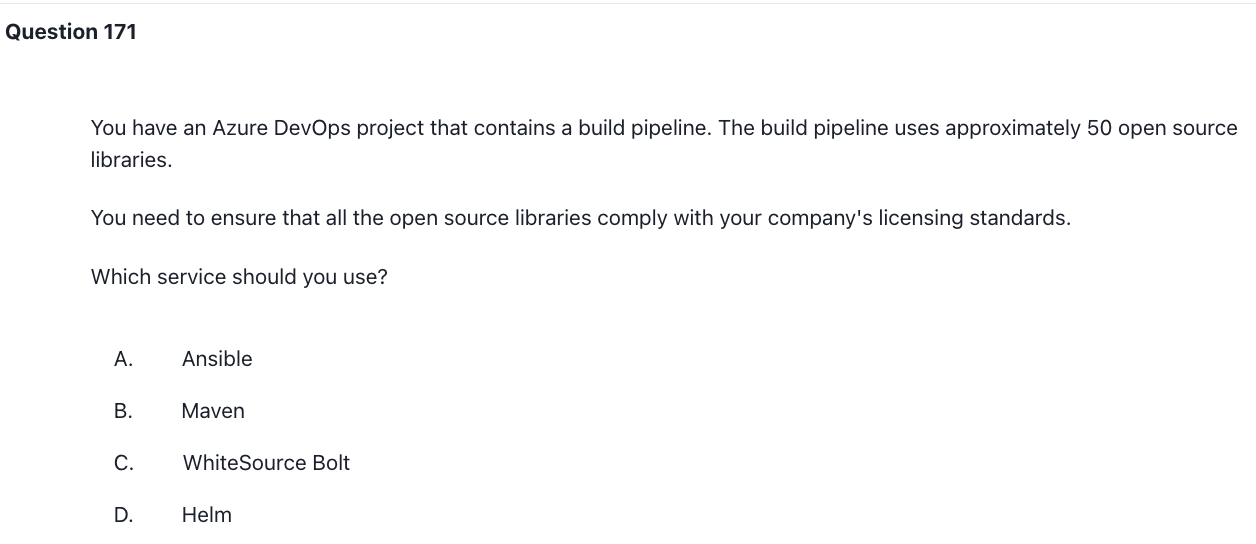 Question 171
You have an Azure DevOps project that contains a build pipeline. The build pipeline uses approximately 50 open source
libraries.
You need to ensure that all the open source libraries comply with your company's licensing standards.
Which service should you use?
A. Ansible
B. Maven
C. WhiteSource Bolt
D. Helm